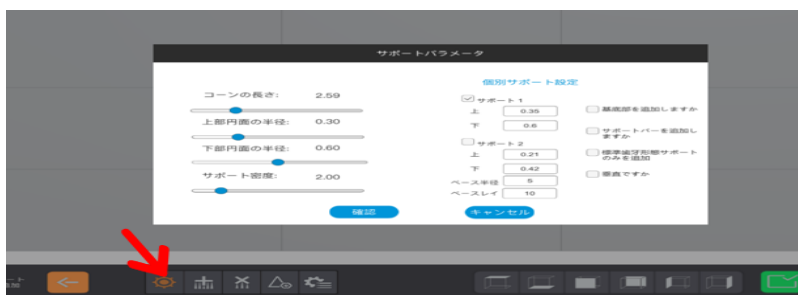 サポートパラメータ
コーンの長さ: 2.59
上部円面の半径: 0.30
下部円面の半径: 0.60
サポート密度: 2.00
個別サポート設定
サポート 1
上 0.35
下 0.6
サポート 2
上 0.21
下 0.42
ベース半径 5
ベースレイ 10
基底部を追加しますか
サポートバーを追加し
ますか
標準歯牙形態サポート
のみを追加
垂直ですか
確認
キャンセル